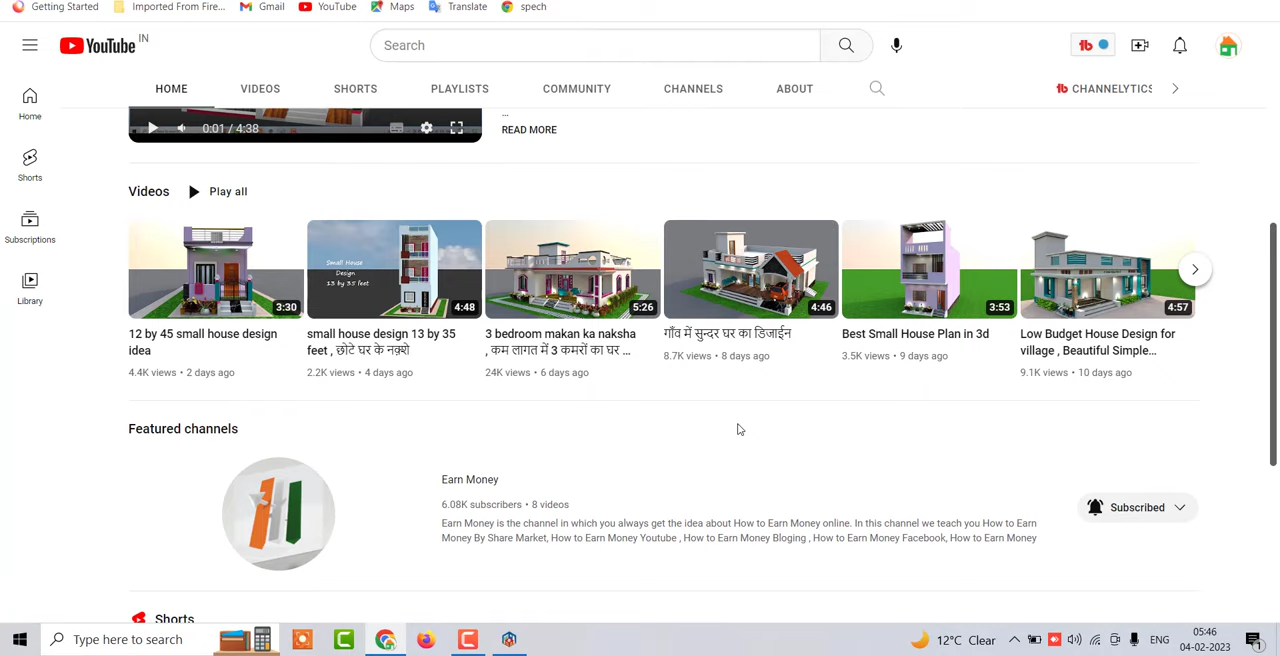 Getting Started Imported From Fire... Gmail YouTube Maps Translate spech
YouTube IN Search
HOME VIDEOS SHORTS PLAYLISTS COMMUNITY CHANNELS ABOUT CHANNELYTICS
Home
Shorts
Subscriptions
Library
0:01 / 4:38
...
READ MORE
Videos Play all
Small House
Design
13 by 35 feet
3:30 4:48 5:26 4:46 3:53 4:57
12 by 45 small house design
idea
4.4K views • 2 days ago
small house design 13 by 35
feet , छोटे घर के नक़्शे
2.2K views • 4 days ago
3 bedroom makan ka naksha
, कम लागत में 3 कमरों का घर ...
24K views • 6 days ago
गाँव में सुन्दर घर का डिजाईन
8.7K views • 8 days ago
Best Small House Plan in 3d
3.5K views • 9 days ago
Low Budget House Design for
village , Beautiful Simple...
9.1K views • 10 days ago
Featured channels
Earn Money
6.08K subscribers • 8 videos
Earn Money is the channel in which you always get the idea about How to Earn Money online. In this channel we teach you How to Earn
Money By Share Market, How to Earn Money Youtube , How to Earn Money Bloging , How to Earn Money Facebook, How to Earn Money
Subscribed
Shorts
Type here to search
12°C Clear
ENG
05:46
04-02-2023
1